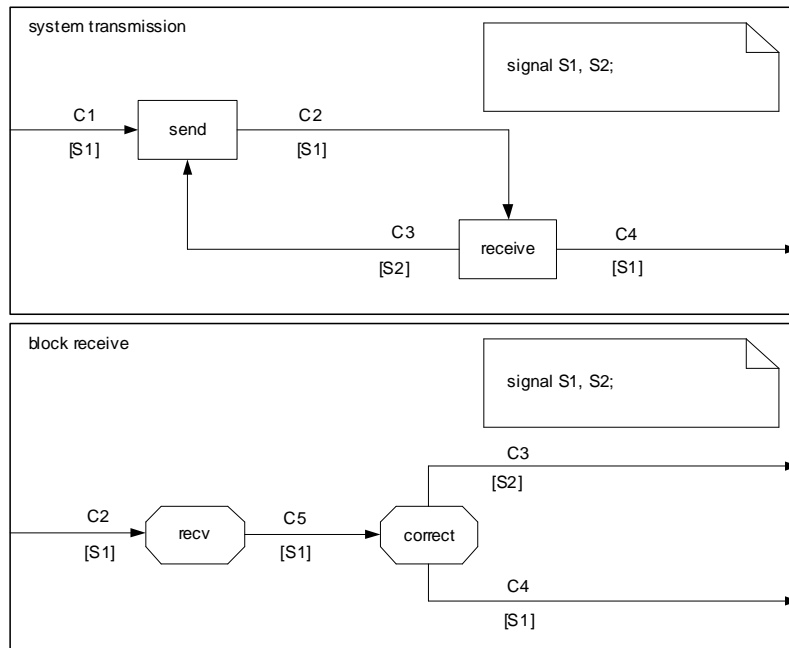 system transmission
signal S1, S2;
C1
[S1]
send
C2
[S1]
C3
[S2]
receive
C4
[S1]
block receive
signal S1, S2;
C2
[S1]
recv
C5
[S1]
correct
C3
[S2]
C4
[S1]